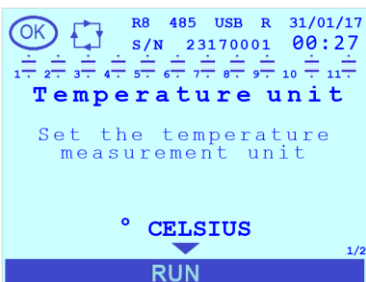 OK R8 485 USB R 31/01/17
S/N 23170001 00:27
1. 2. 3. 4. 5. 6. 7. 8. 9. 10 11.
Temperature unit
Set the temperature
measurement unit
° CELSIUS
1/2
RUN